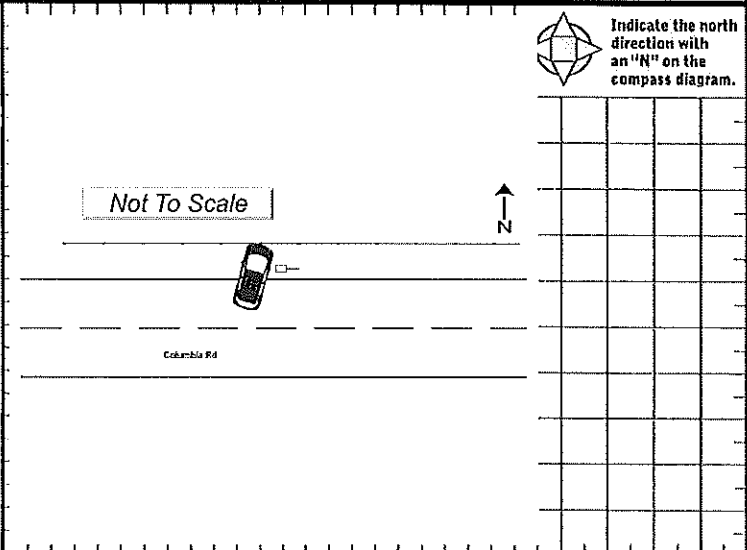 Indicate the north
direction with
an "N" on the
compass diagram.
Not To Scale
N
Columbia Rd